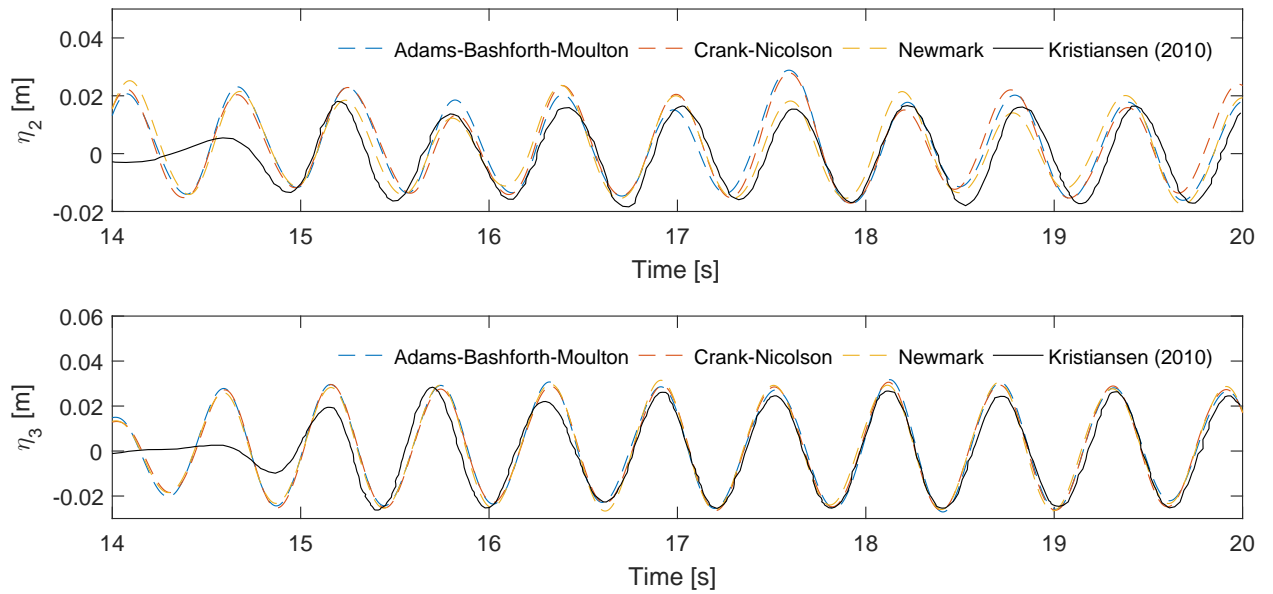 0.04
Adams-Bashforth-Moulton Crank-Nicolson Newmark Kristiansen (2010)
0.02
η2 [m]
0
-0.02
14 15 16 17 18 19 20
Time [s]
0.06
0.04
Adams-Bashforth-Moulton Crank-Nicolson Newmark Kristiansen (2010)
0.02
η3 [m]
0
-0.02
14 15 16 17 18 19 20
Time [s]